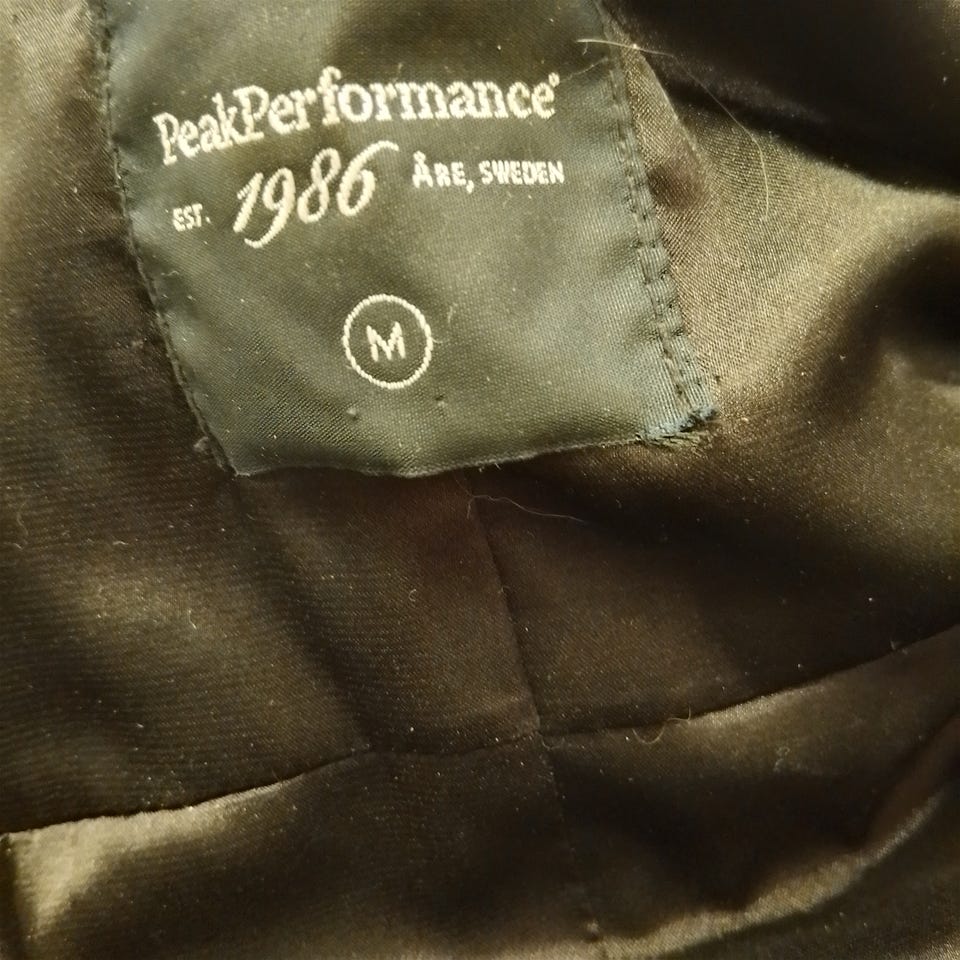 PeakPerformance®
EST. 1986 ÅRE, SWEDEN
M